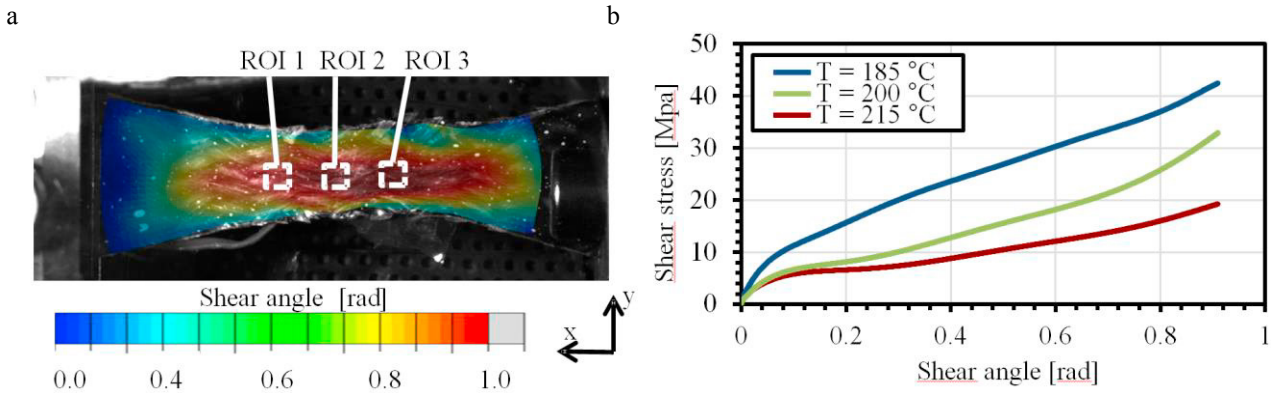 a
ROI 1 ROI 2 ROI 3
Shear angle [rad]
y
x
0.0 0.4 0.6 0.8 1.0
b
50
40
30
20
10
0
T = 185 °C
T = 200 °C
T = 215 °C
Shear stress [Mpa]
0 0.2 0.4 0.6 0.8 1
Shear angle [rad]